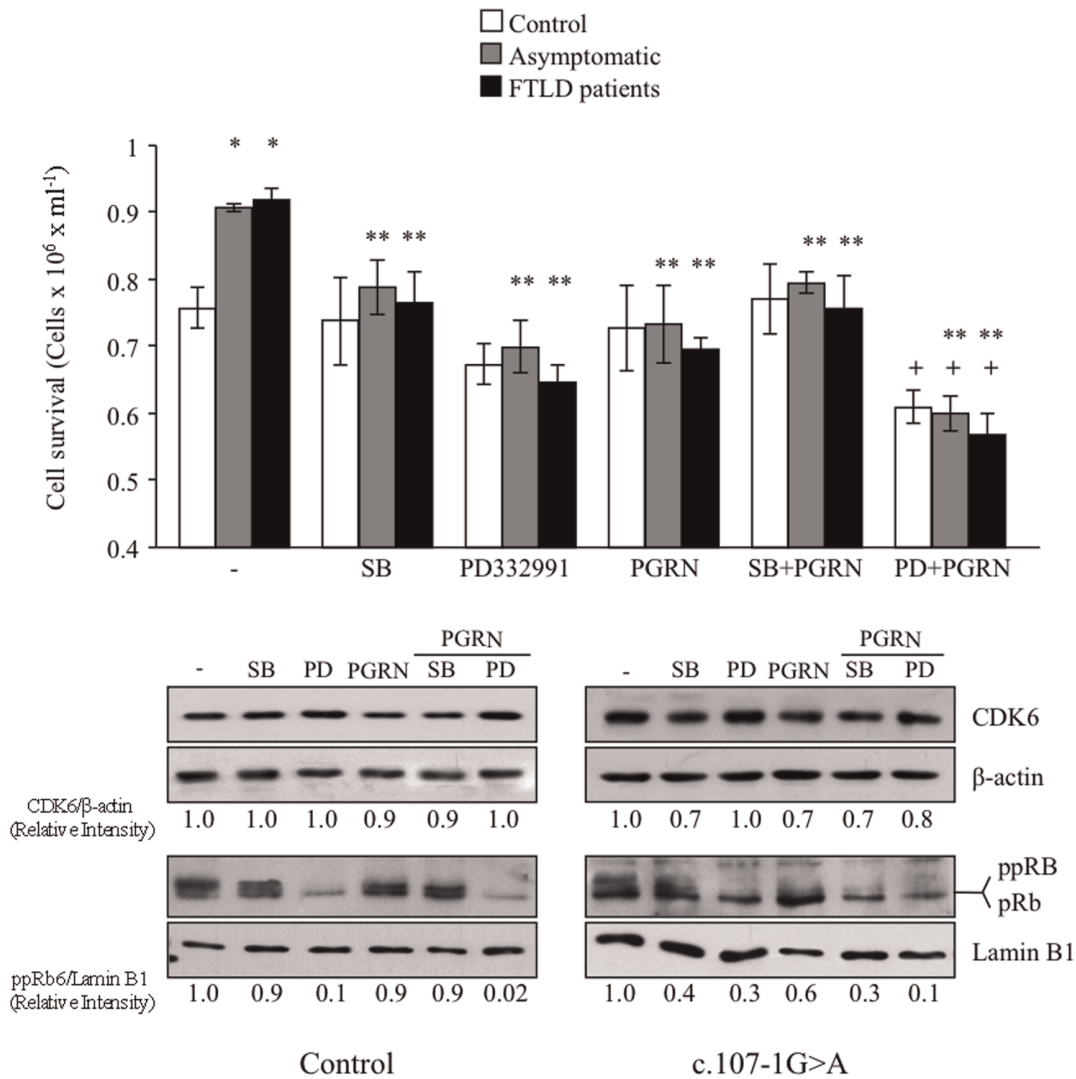 Control
Asymptomatic
FTLD patients
Cell survival (Cells x 10⁶ x ml⁻¹)
1
0.9
0.8
0.7
0.6
0.5
0.4
* *
** **
** **
** **
** **
** **
+ + +
- SB PD332991 PGRN SB+PGRN PD+PGRN
PGRN PGRN
- SB PD PGRN SB PD - SB PD PGRN SB PD
CDK6
β-actin
CDK6/β-actin
(Relative Intensity) 1.0 1.0 1.0 0.9 0.9 1.0 1.0 0.7 1.0 0.7 0.7 0.8
ppRB
pRb
Lamin B1
ppRb6/Lamin B1
(Relative Intensity) 1.0 0.9 0.1 0.9 0.9 0.02 1.0 0.4 0.3 0.6 0.3 0.1
Control c.107-1G>A